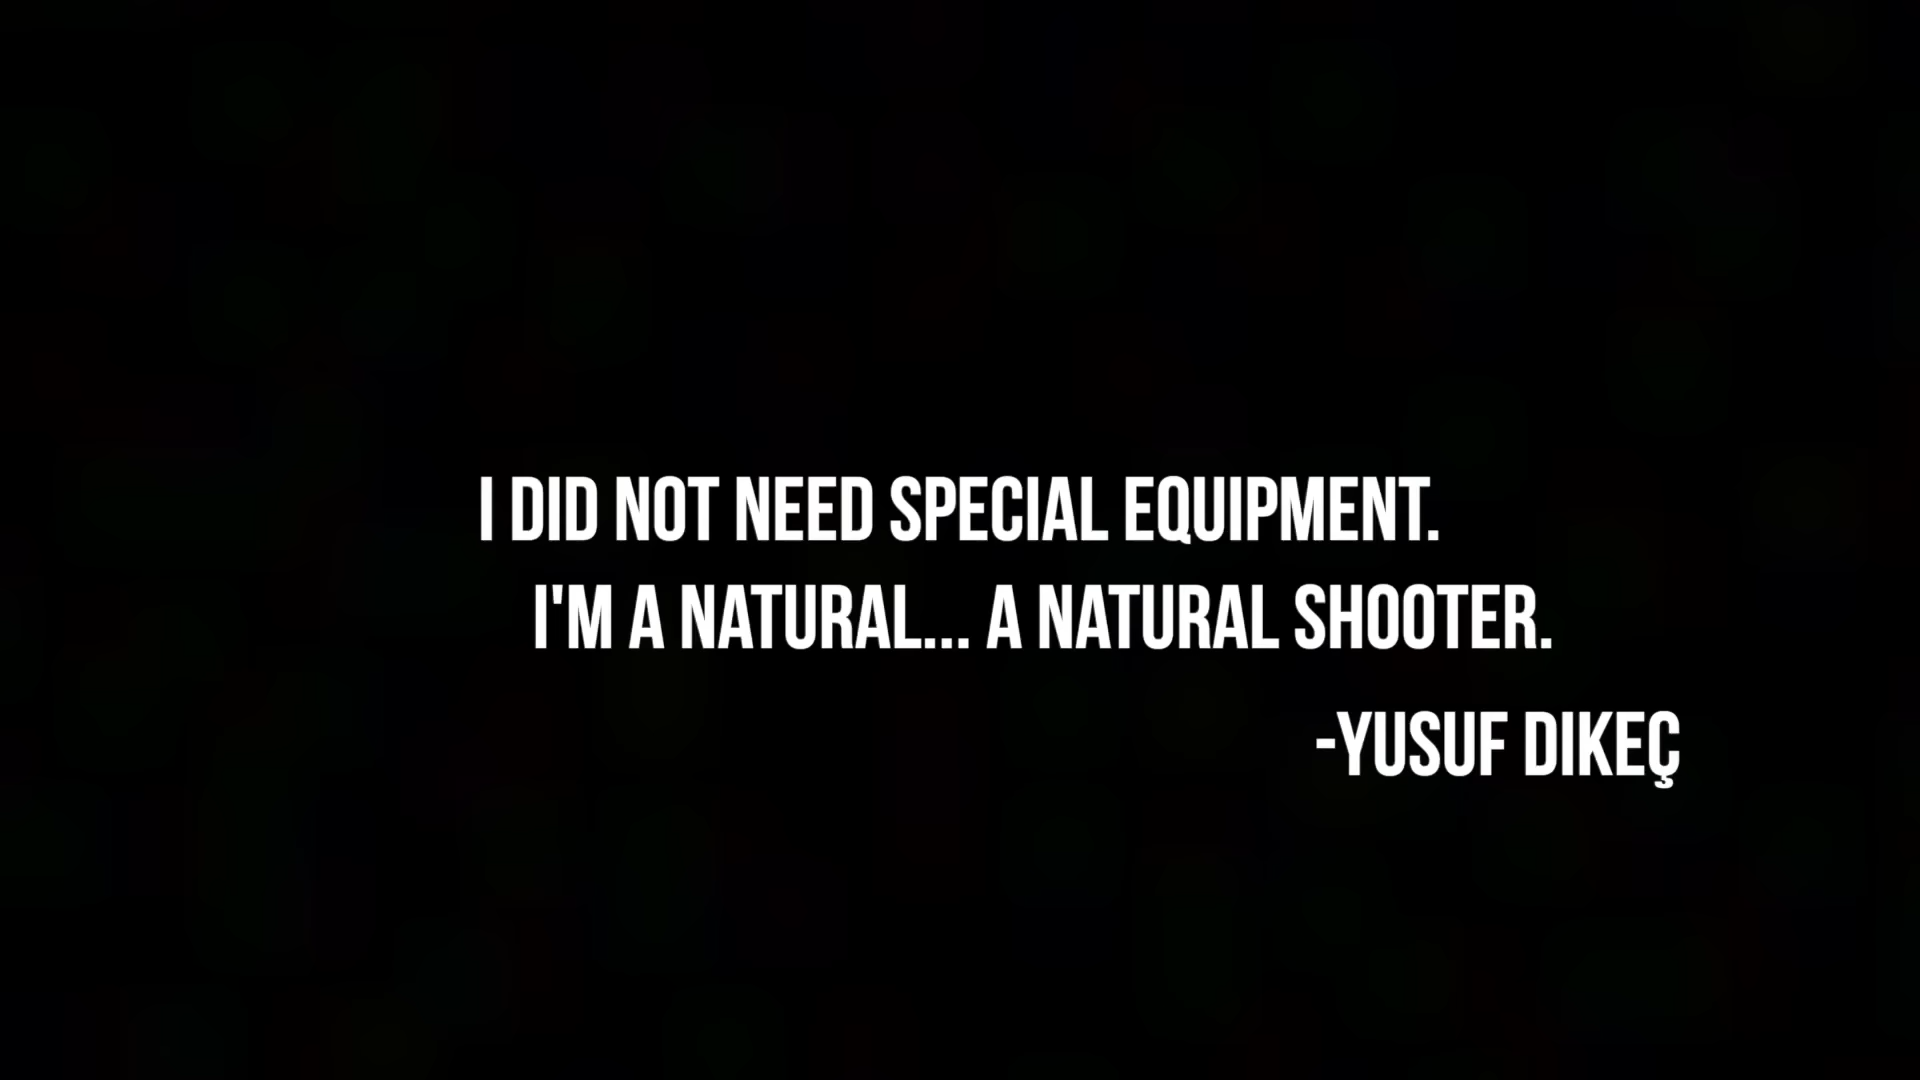 I DID NOT NEED SPECIAL EQUIPMENT.
I'M A NATURAL... A NATURAL SHOOTER.
-YUSUF DIKEÇ